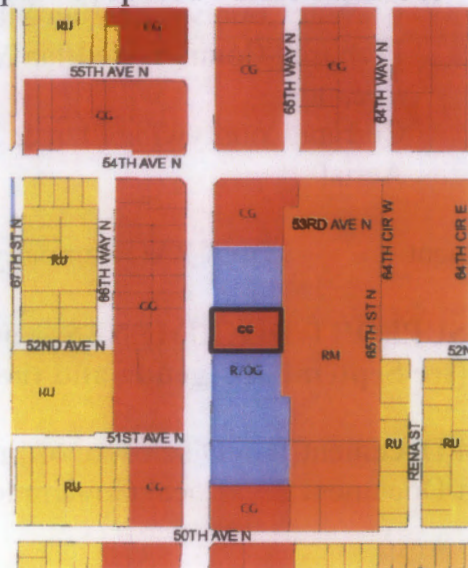 RU
CG
55TH AVE N
CG
CG
CG
65TH WAY N
64TH WAY N
CG
54TH AVE N
CG
53RD AVE N
64TH CIR W
64TH CIR E
67TH ST N
RU
66TH WAY N
CG
CG
65TH ST N
52ND AVE N
RM
52N
R/OG
RU
51ST AVE N
RU
RENA ST
RU
RU
CG
CG
50TH AVE N